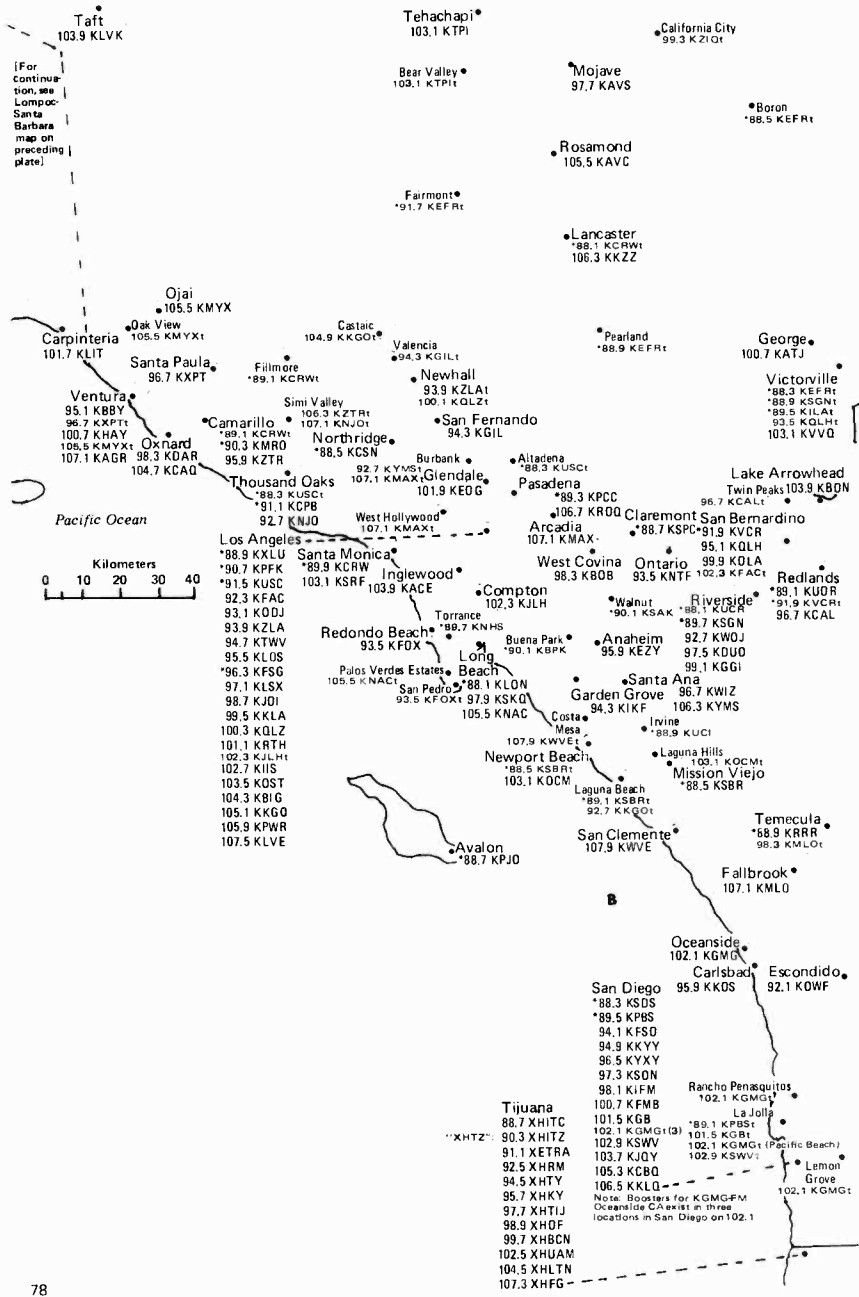 Taft
103.9 KLVK
Tehachapi
103.1 KTPI
California City
99.3 KZIQt
[For
continua-
tion, see
Lompoc-
Santa
Barbara
map on
preceding
plate]
Bear Valley
103.1 KTPIt
Mojave
97.7 KAVS
Boron
*88.5 KEFRt
Rosamond
105.5 KAVC
Fairmont
*91.7 KEFRt
Lancaster
*88.1 KCRWt
106.3 KKZZ
Ojai
105.5 KMYX
Carpinteria
101.7 KLIT
Oak View
105.5 KMYXt
Santa Paula
96.7 KXPT
Fillmore
*89.1 KCRWt
Castaic
104.9 KKGOt
Valencia
94.3 KGILt
Newhall
93.9 KZLAt
100.1 KQLZt
Pearland
*88.9 KEFRt
George
100.7 KATJ
Victorville
*88.3 KEFRt
*88.9 KSGNt
*89.5 KILAt
93.5 KQLHt
103.1 KVVQ
Ventura
95.1 KBBY
96.7 KXPTt
100.7 KHAY
105.5 KMYXt
107.1 KAGR
Oxnard
98.3 KDAR
104.7 KCAQ
Camarillo
*89.1 KCRWt
*90.3 KMRO
95.9 KZTR
Simi Valley
106.3 KZTRt
107.1 KNJOt
Northridge
*88.5 KCSN
San Fernando
94.3 KGIL
Burbank
92.7 KYMSt
107.1 KMAXt
Glendale
101.9 KEOG
Altadena
*88.3 KUSCt
Pasadena
*89.3 KPCC
106.7 KROQ
Lake Arrowhead
103.9 KBON
Twin Peaks
96.7 KCALt
Thousand Oaks
*88.3 KUSCt
*91.1 KCPB
92.7 KNJO
Pacific Ocean
West Hollywood
107.1 KMAXt
Arcadia
107.1 KMAX
Claremont
*88.7 KSPC
San Bernardino
*91.9 KVCR
95.1 KQLH
99.9 KOLA
102.3 KFACt
Kilometers
0 10 20 30 40
Los Angeles
*88.9 KXLU
*90.7 KPFK
*91.5 KUSC
92.3 KFAC
93.1 KODJ
93.9 KZLA
94.7 KTWV
95.5 KLOS
*96.3 KFSG
97.1 KLSX
98.7 KJOI
99.5 KKLA
100.3 KQLZ
101.1 KRTH
102.3 KJLHt
102.7 KIIS
103.5 KOST
104.3 KBIG
105.1 KKGO
105.9 KPWR
107.5 KLVE
Santa Monica
*89.9 KCRW
103.1 KSRF
Inglewood
103.9 KACE
West Covina
98.3 KBOB
Ontario
93.5 KNTF
Redlands
*89.1 KUOR
*91.9 KVCRt
96.7 KCAL
Compton
102.3 KJLH
Walnut
*90.1 KSAK
Riverside
*88.1 KUCR
*89.7 KSGN
92.7 KWOJ
97.5 KDUO
99.1 KGGI
Redondo Beach
93.5 KFOX
Torrance
*89.7 KNHS
Long
Beach
*88.1 KLON
97.9 KSKQ
105.5 KNAC
Buena Park
*90.1 KBPK
Anaheim
95.9 KEZY
Palos Verdes Estates
105.5 KNACt
San Pedro
93.5 KFOXt
Garden Grove
94.3 KIKF
Santa Ana
96.7 KWIZ
106.3 KYMS
Costa
Mesa
107.9 KWVEt
Irvine
*88.9 KUCI
Newport Beach
*88.5 KSBRt
103.1 KOCM
Laguna Hills
103.1 KOCMt
Mission Viejo
*88.5 KSBR
Laguna Beach
*89.1 KSBRt
92.7 KKGOt
San Clemente
107.9 KWVE
Temecula
*88.9 KRRR
98.3 KMLOt
Avalon
*88.7 KPJO
Fallbrook
107.1 KMLO
B
Oceanside
102.1 KGMG
Carlsbad
95.9 KKOS
Escondido
92.1 KOWF
San Diego
*88.3 KSDS
*89.5 KPBS
94.1 KFSD
94.9 KKYY
96.5 KYXY
97.3 KSON
98.1 KIFM
100.7 KFMB
101.5 KGB
102.1 KGMGt(3)
102.9 KSWV
103.7 KJQY
105.3 KCBQ
106.5 KKLQ
Note: Boosters for KGMG-FM
Oceanside CA exist in three
locations in San Diego on 102.1
Rancho Penasquitos
102.1 KGMGt
La Jolla
*89.1 KPBSt
101.5 KGBt
102.1 KGMGt (Pacific Beach)
102.9 KSWVt
Lemon
Grove
102.1 KGMGt
Tijuana
88.7 XHITC
"XHTZ": 90.3 XHITZ
91.1 XETRA
92.5 XHRM
94.5 XHTY
95.7 XHKY
97.7 XHTIJ
98.9 XHOF
99.7 XHBCN
102.5 XHUAM
104.5 XHLTN
107.3 XHFG
78